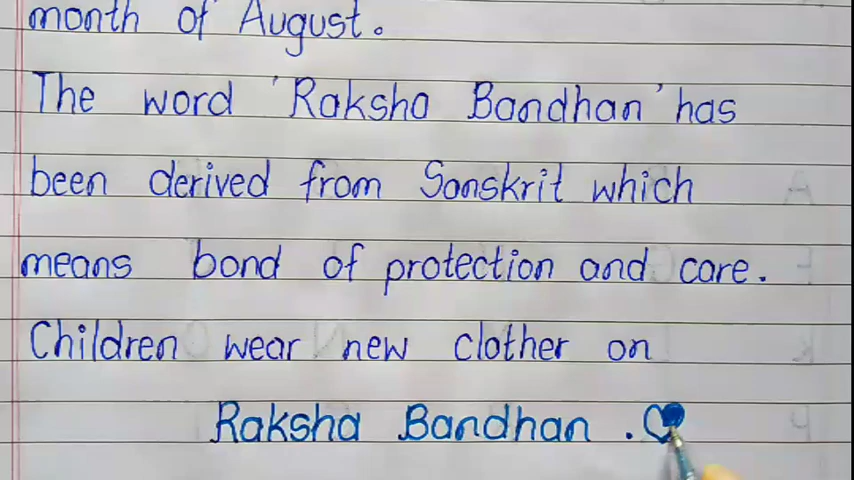 month of August.
The word 'Raksha Bandhan' has
been derived from Sanskrit which
means bond of protection and care.
Children wear new clother on
Raksha Bandhan .